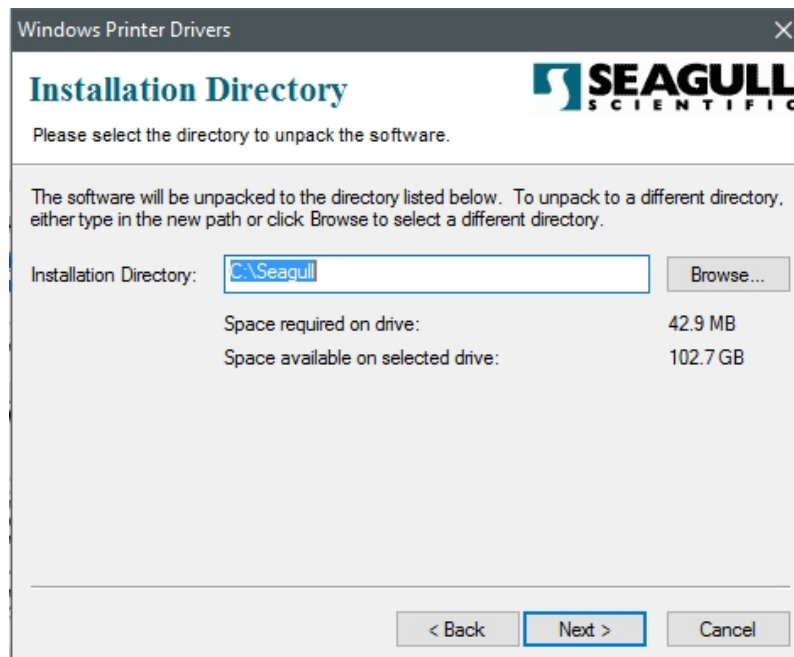 Windows Printer Drivers
Installation Directory
SEAGULL
SCIENTIFIC
Please select the directory to unpack the software.
The software will be unpacked to the directory listed below. To unpack to a different directory,
either type in the new path or click Browse to select a different directory.
Installation Directory: C:\Seagull Browse...
Space required on drive: 42.9 MB
Space available on selected drive: 102.7 GB
< Back Next > Cancel